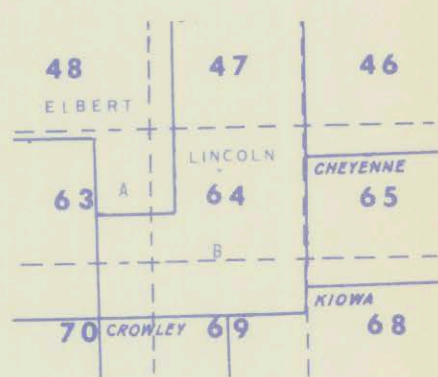 48 47 46
ELBERT
LINCOLN
CHEYENNE
63 A 64 65
B
KIOWA
70 CROWLEY 69 68